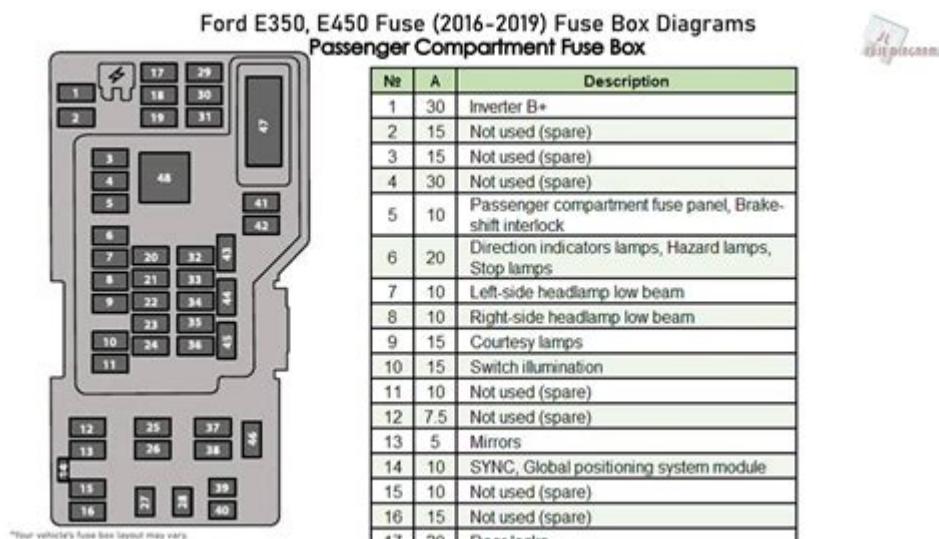 Ford E350, E450 Fuse (2016-2019) Fuse Box Diagrams
Passenger Compartment Fuse Box
№ A Description
1 30 Inverter B+
2 15 Not used (spare)
3 15 Not used (spare)
4 30 Not used (spare)
5 10 Passenger compartment fuse panel, Brake-
shift interlock
6 20 Direction indicators lamps, Hazard lamps,
Stop lamps
7 10 Left-side headlamp low beam
8 10 Right-side headlamp low beam
9 15 Courtesy lamps
10 15 Switch illumination
11 10 Not used (spare)
12 7.5 Not used (spare)
13 5 Mirrors
14 10 SYNC, Global positioning system module
15 10 Not used (spare)
16 15 Not used (spare)
17 20 Door locks
17 29
1 18 30
2 19 31
47
3
4 48
5 41
42
6
7 20 32 43
8 21 33
9 22 34 44
23 35
10 24 36 45
11
12 25 37
13 26 38 46
14
15 27 28 39
16 40
*Your vehicle's fuse box layout may vary.